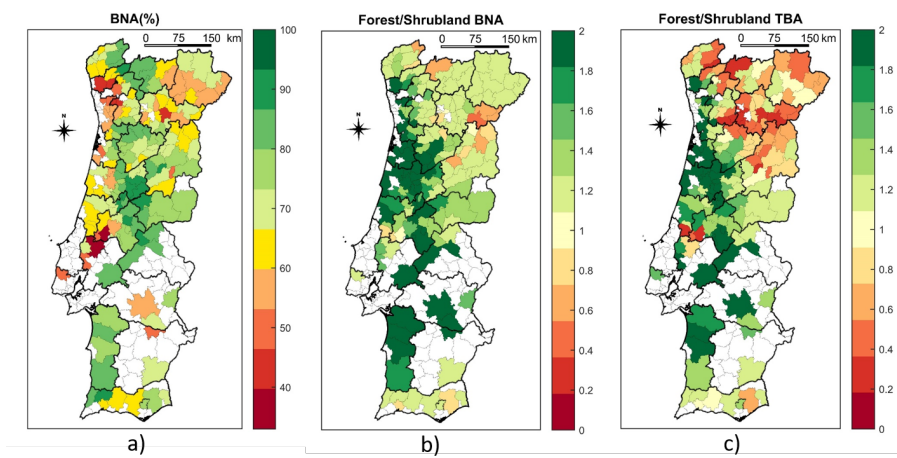 BNA(%)
0 75 150 km
N
100
90
80
70
60
50
40
a)
Forest/Shrubland BNA
0 75 150 km
N
2
1.8
1.6
1.4
1.2
1
0.8
0.6
0.4
0.2
0
b)
Forest/Shrubland TBA
0 75 150 km
N
2
1.8
1.6
1.4
1.2
1
0.8
0.6
0.4
0.2
0
c)